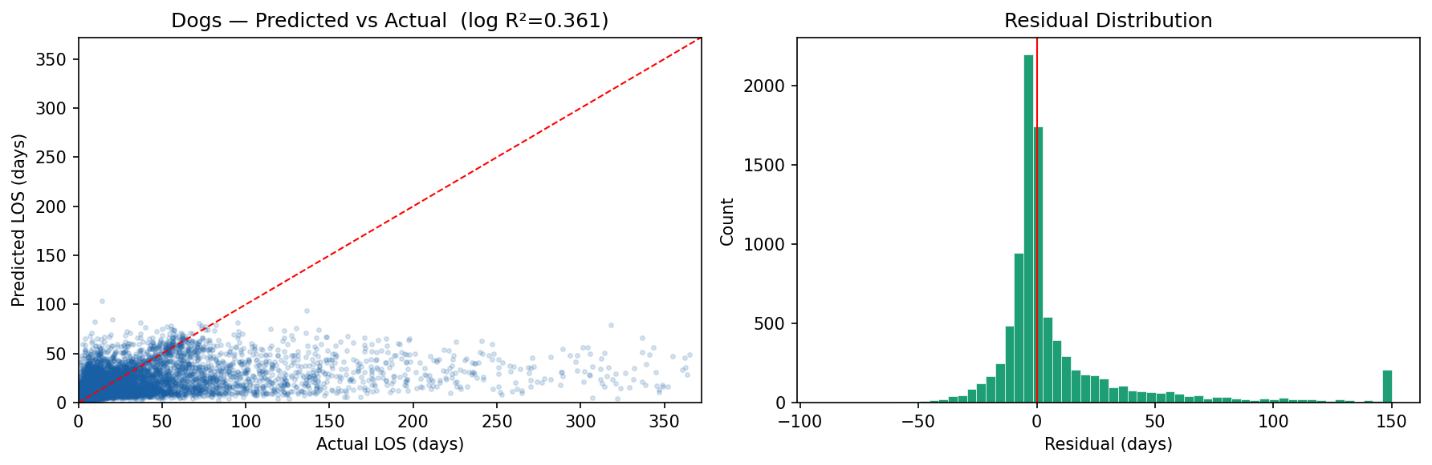 Dogs — Predicted vs Actual  (log R²=0.361)
Predicted LOS (days)
350
300
250
200
150
100
50
0
0 50 100 150 200 250 300 350
Actual LOS (days)
Residual Distribution
Count
2000
1500
1000
500
0
−100 −50 0 50 100 150
Residual (days)